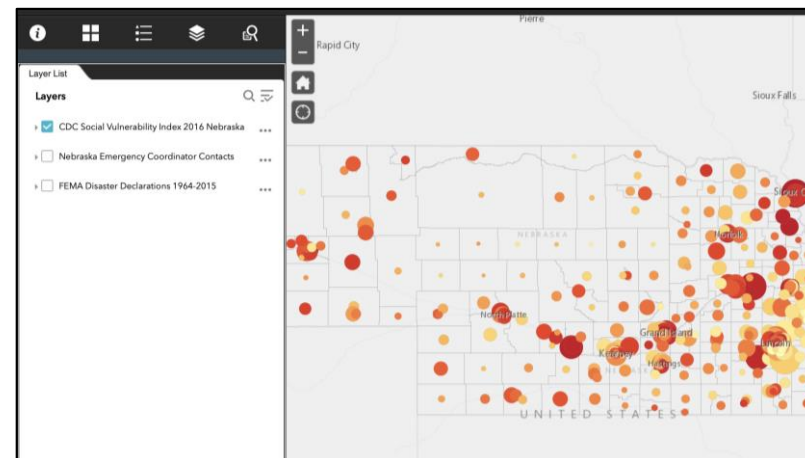 Layer List
Layers
CDC Social Vulnerability Index 2016 Nebraska
Nebraska Emergency Coordinator Contacts
FEMA Disaster Declarations 1964-2015
Pierre
Rapid City
Sioux Falls
NEBRASKA
North Platte
Grand Island
Kearney
Hastings
Lincoln
UNITED STATES